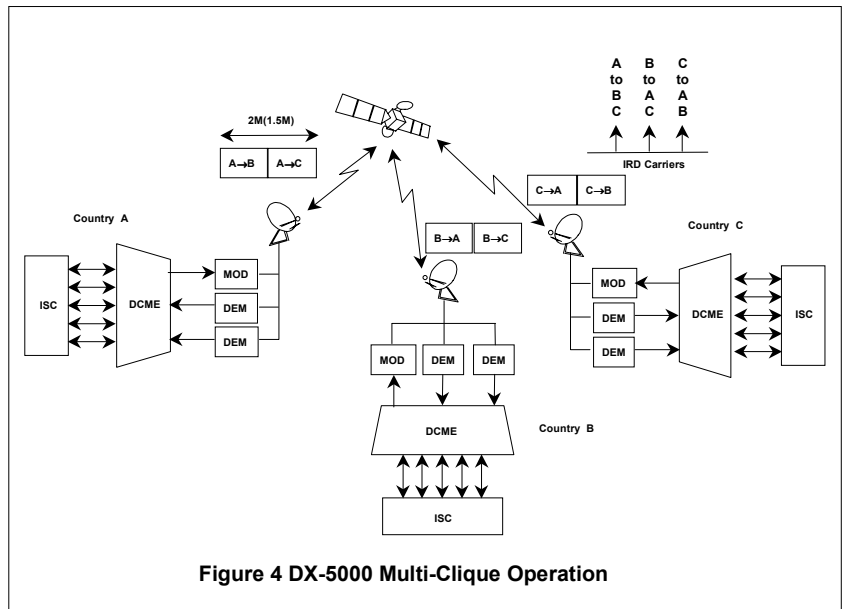 A to B C
B to A C
C to A B
IRD Carriers
2M(1.5M)
A→B A→C
C→A C→B
B→A B→C
Country A
Country C
ISC
DCME
MOD
DEM
DEM
MOD
DEM
DEM
DCME
ISC
MOD
DEM
DEM
DCME
Country B
ISC
Figure 4 DX-5000 Multi-Clique Operation